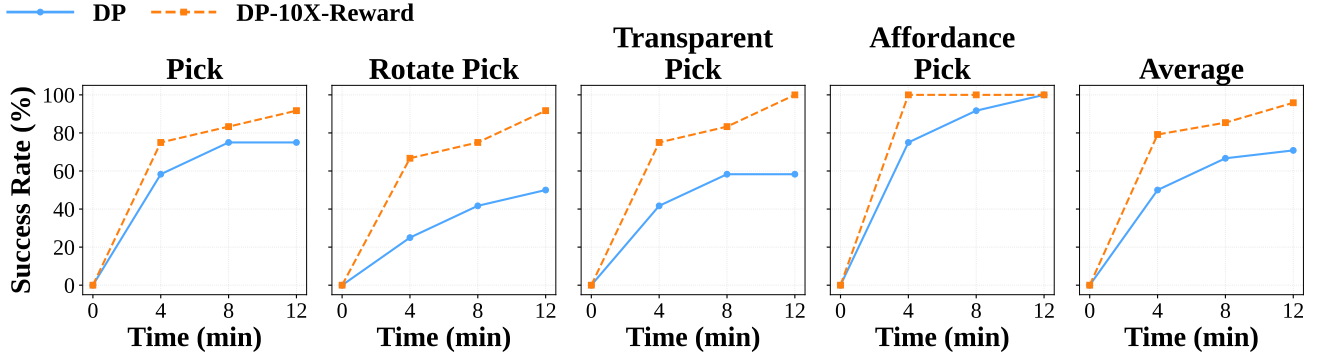 DP DP-10X-Reward
Pick
Rotate Pick
Transparent
Pick
Affordance
Pick
Average
Success Rate (%)
100
80
60
40
20
0
0 4 8 12
0 4 8 12
0 4 8 12
0 4 8 12
0 4 8 12
Time (min)
Time (min)
Time (min)
Time (min)
Time (min)